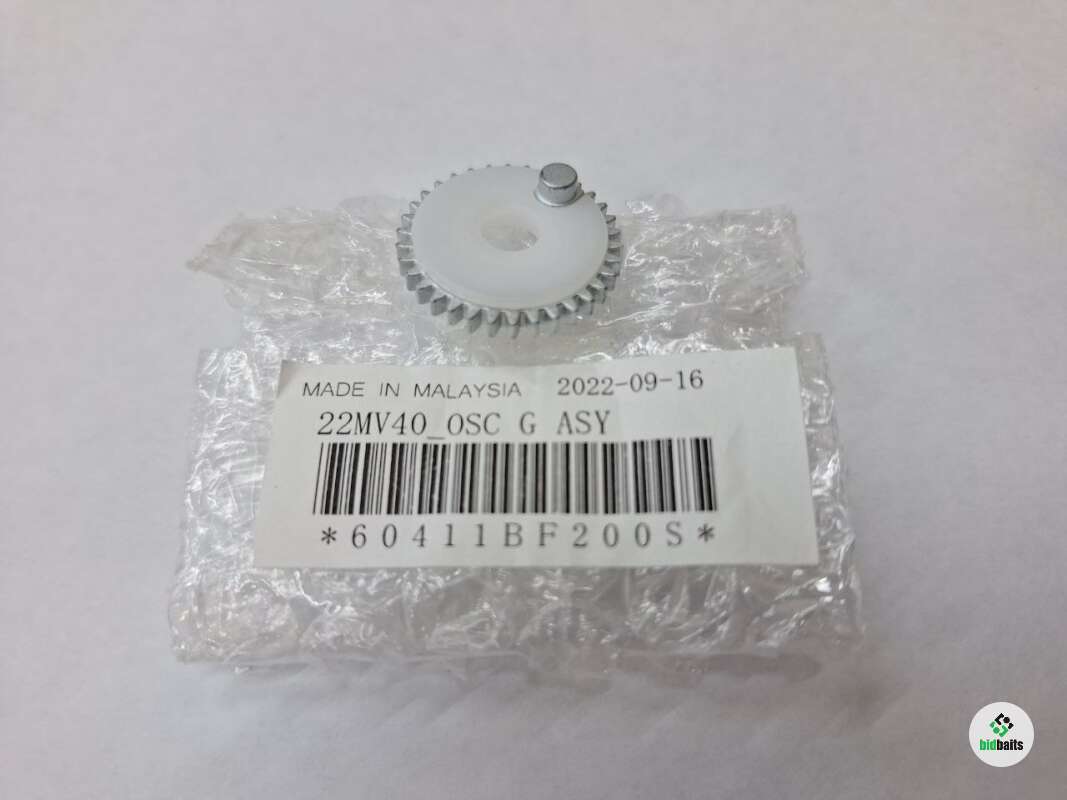 MADE IN MALAYSIA 2022-09-16
22MV40_OSC G ASY
*60411BF200S*
bidbaits